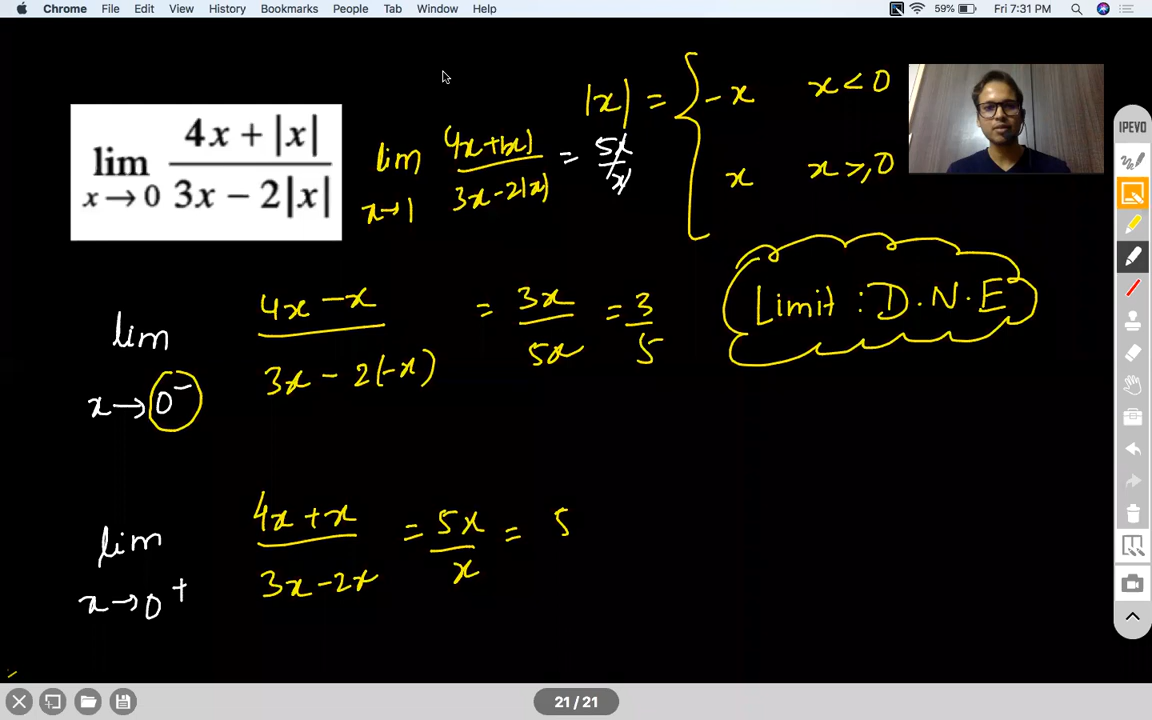 Chrome File Edit View History Bookmarks People Tab Window Help 59% Fri 7:31 PM
lim x → 0 (4x + |x|) / (3x − 2|x|)
lim x → 1 (4x + |x|) / (3x − 2|x|) = 5x / x
|x| = { −x x < 0
x x ≥ 0
lim x → 0⁻ (4x − x) / (3x − 2(−x)) = 3x / 5x = 3 / 5
Limit : D.N.E
lim x → 0⁺ (4x + x) / (3x − 2x) = 5x / x = 5
IPEVO
21 / 21